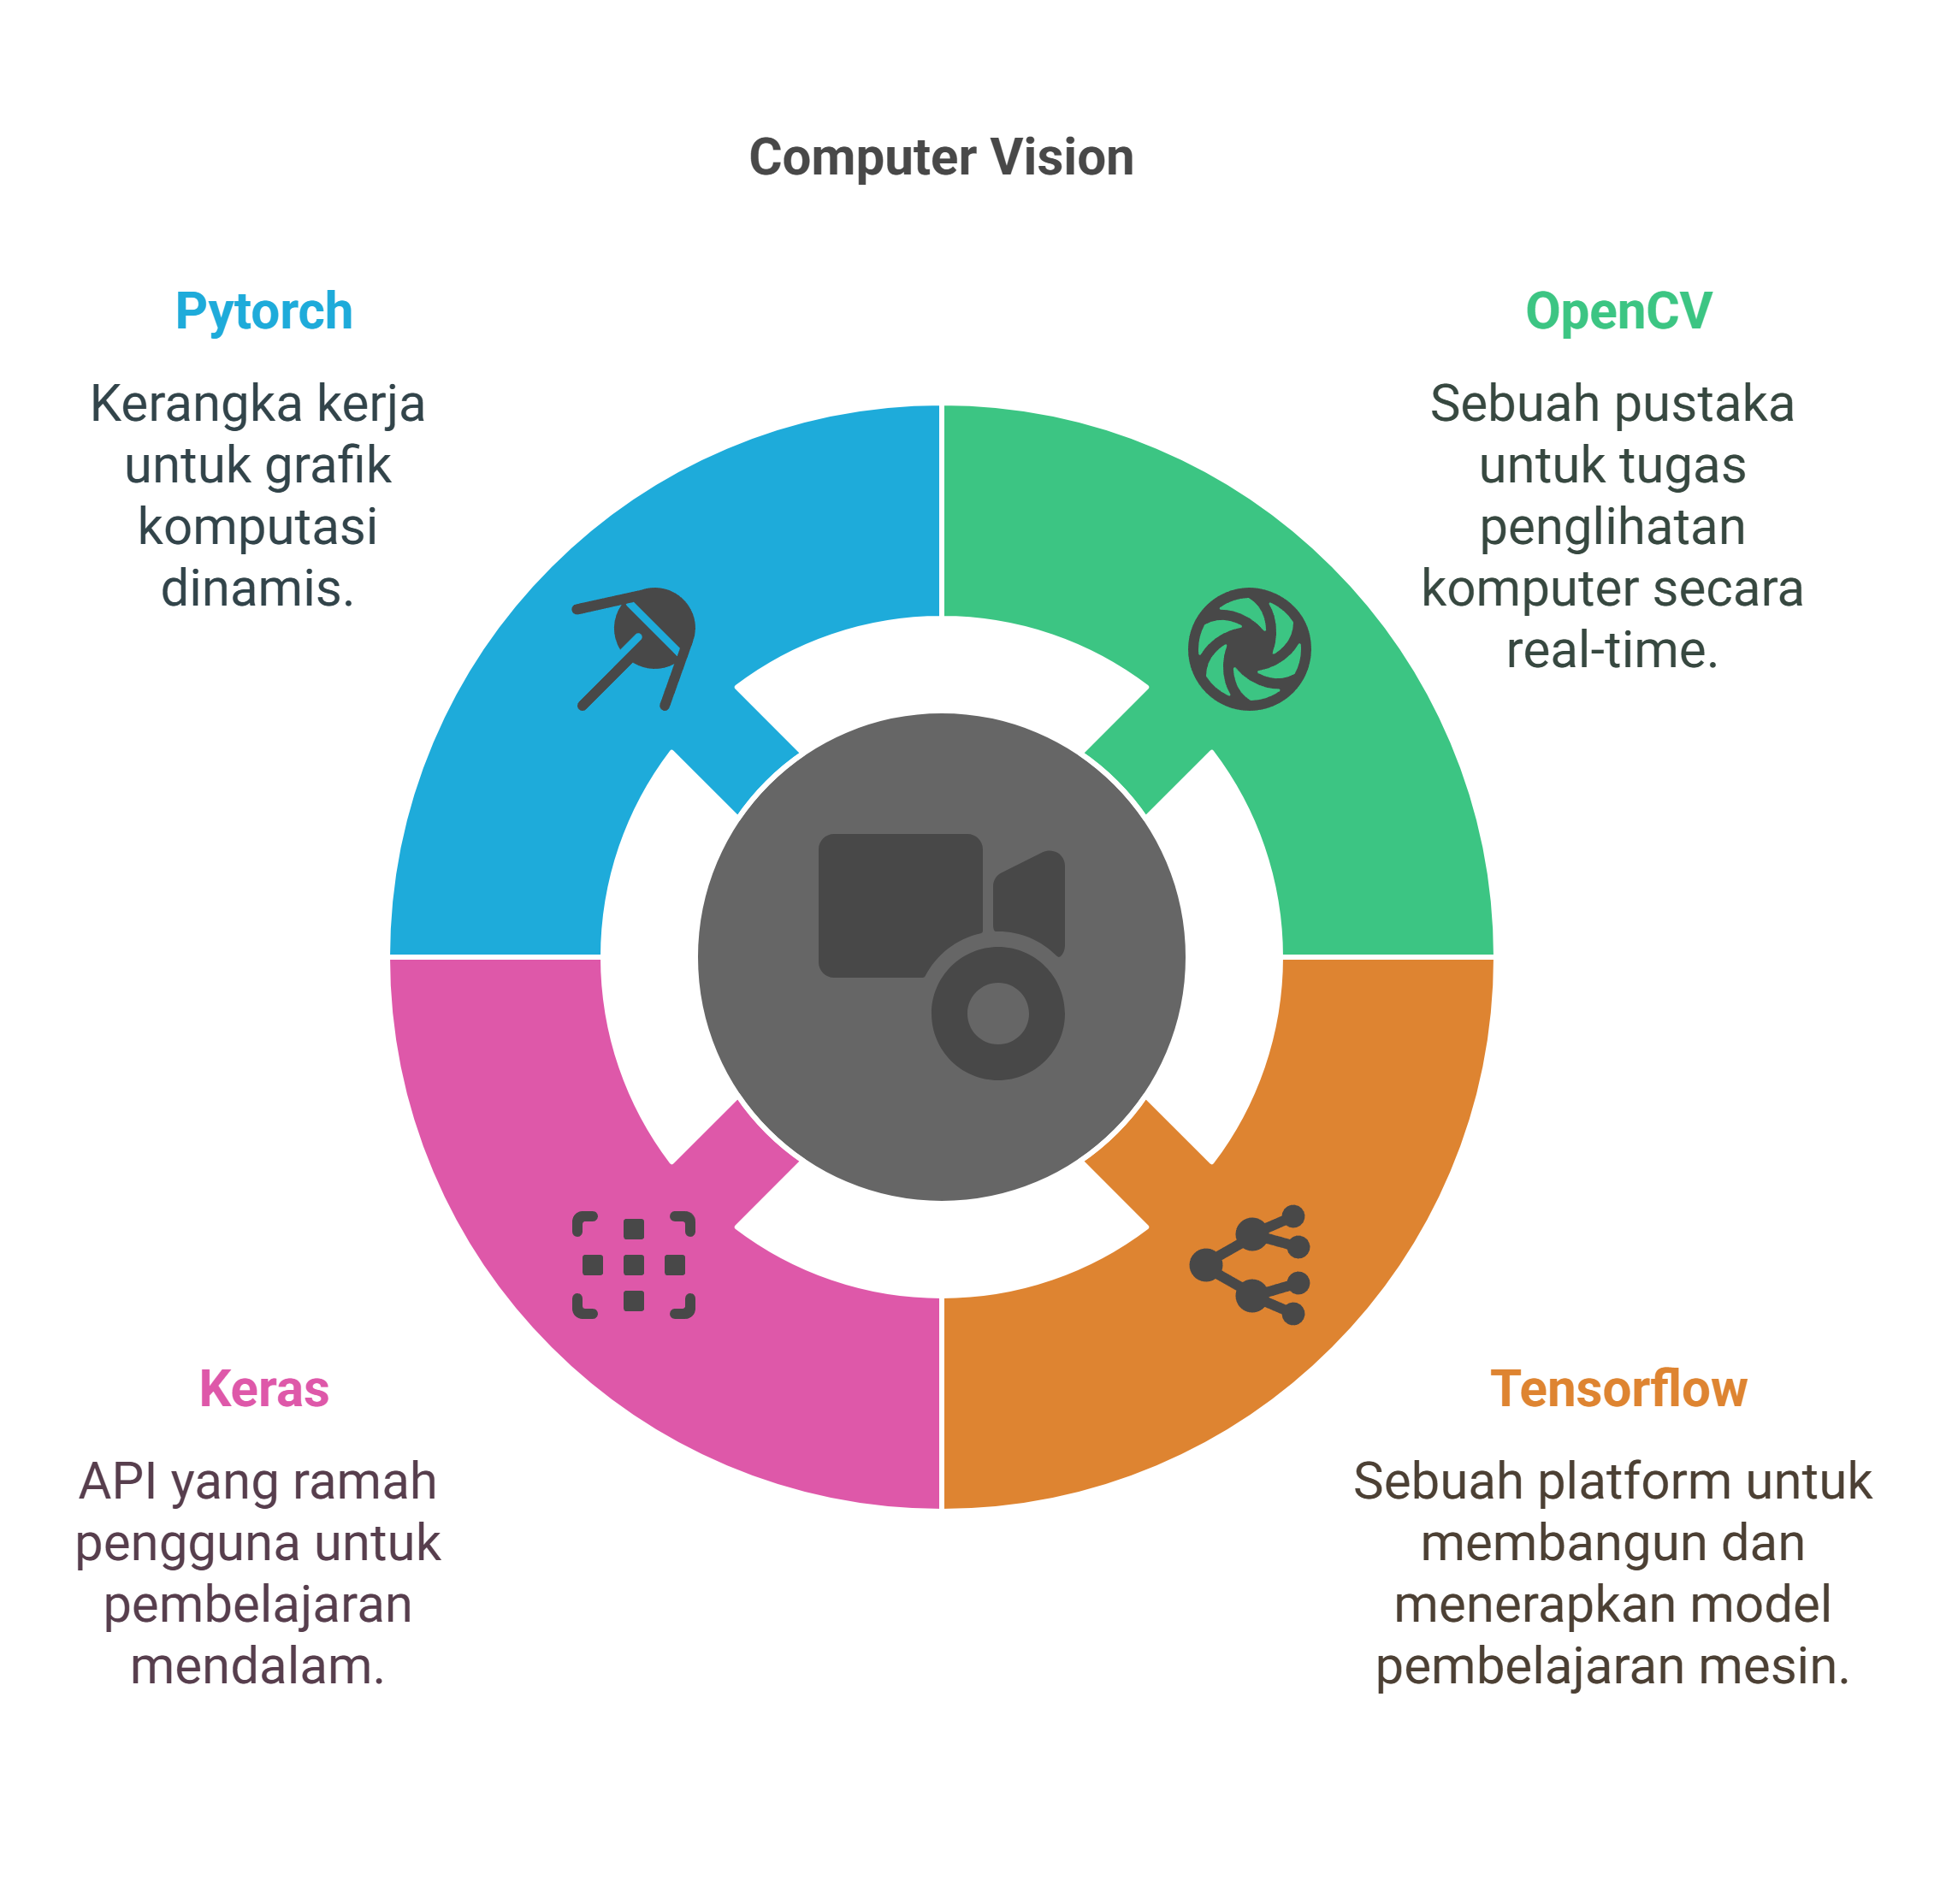 Computer Vision
Pytorch
Kerangka kerja
untuk grafik
komputasi
dinamis.
OpenCV
Sebuah pustaka
untuk tugas
penglihatan
komputer secara
real-time.
Keras
API yang ramah
pengguna untuk
pembelajaran
mendalam.
Tensorflow
Sebuah platform untuk
membangun dan
menerapkan model
pembelajaran mesin.